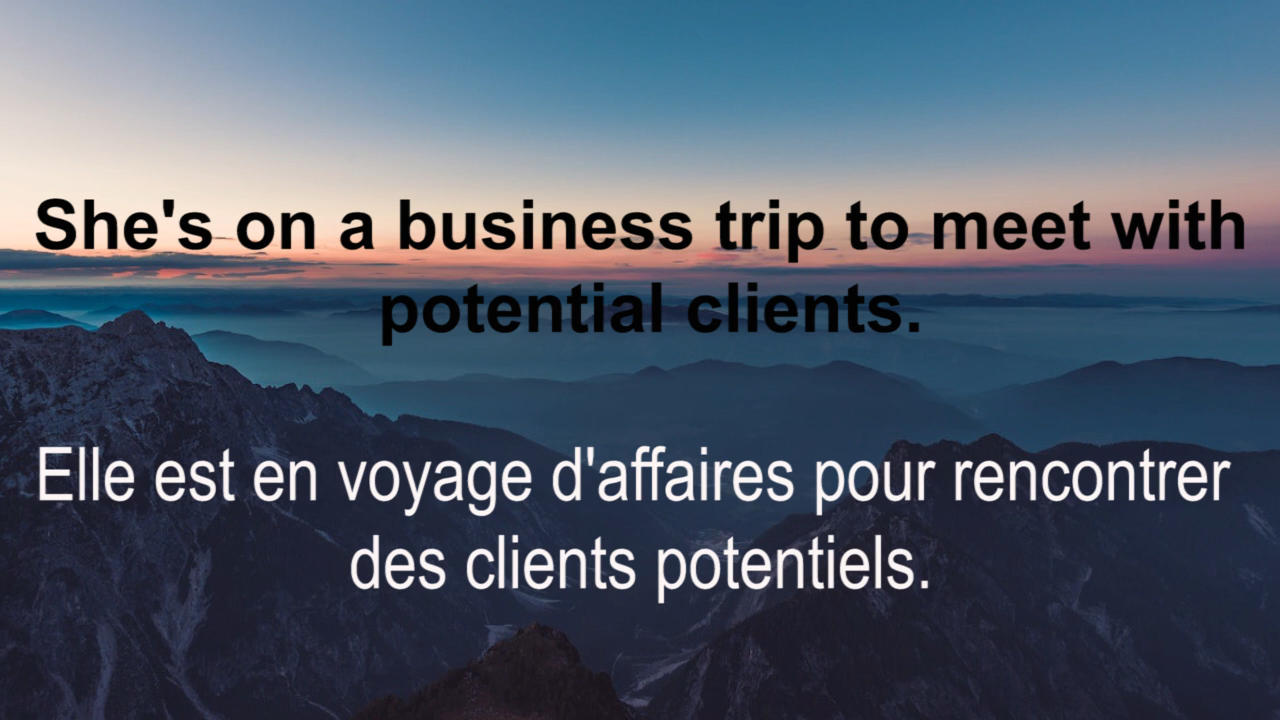 She's on a business trip to meet with
potential clients.
Elle est en voyage d'affaires pour rencontrer
des clients potentiels.